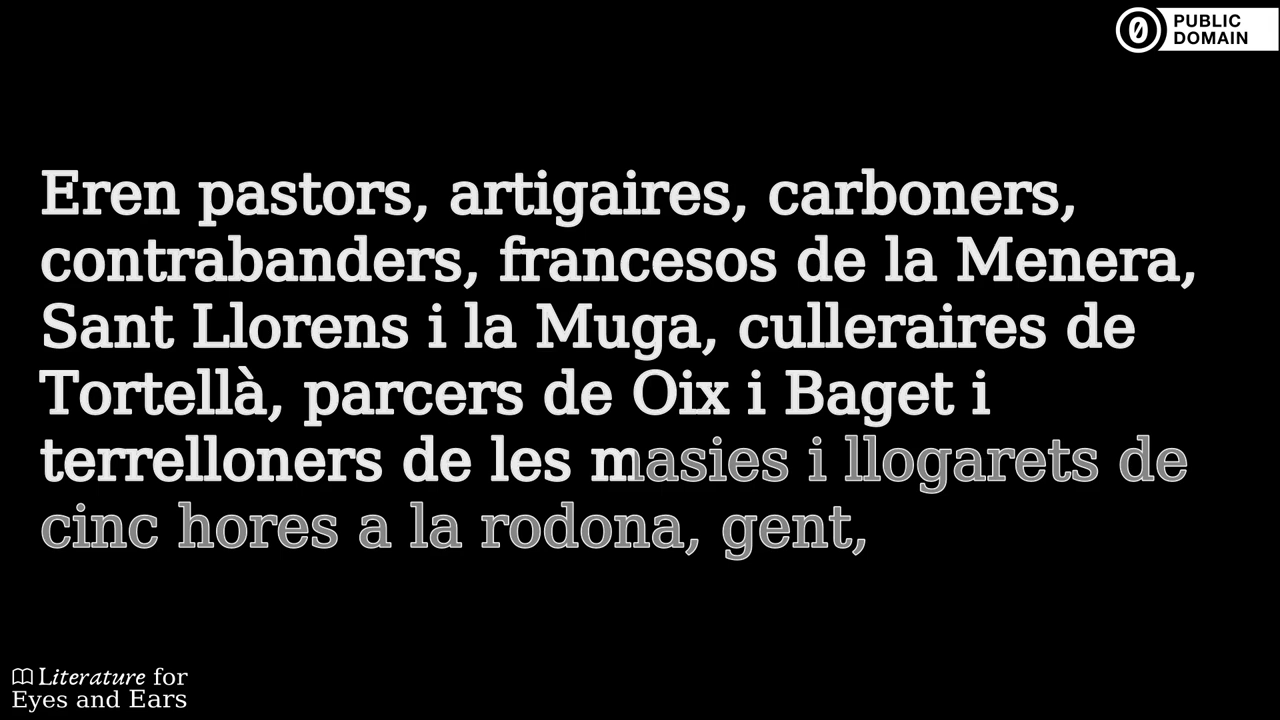 PUBLIC
DOMAIN
Eren pastors, artigaires, carboners,
contrabanders, francesos de la Menera,
Sant Llorens i la Muga, culleraires de
Tortellà, parcers de Oix i Baget i
terrelloners de les masies i llogarets de
cinc hores a la rodona, gent,
Literature for
Eyes and Ears